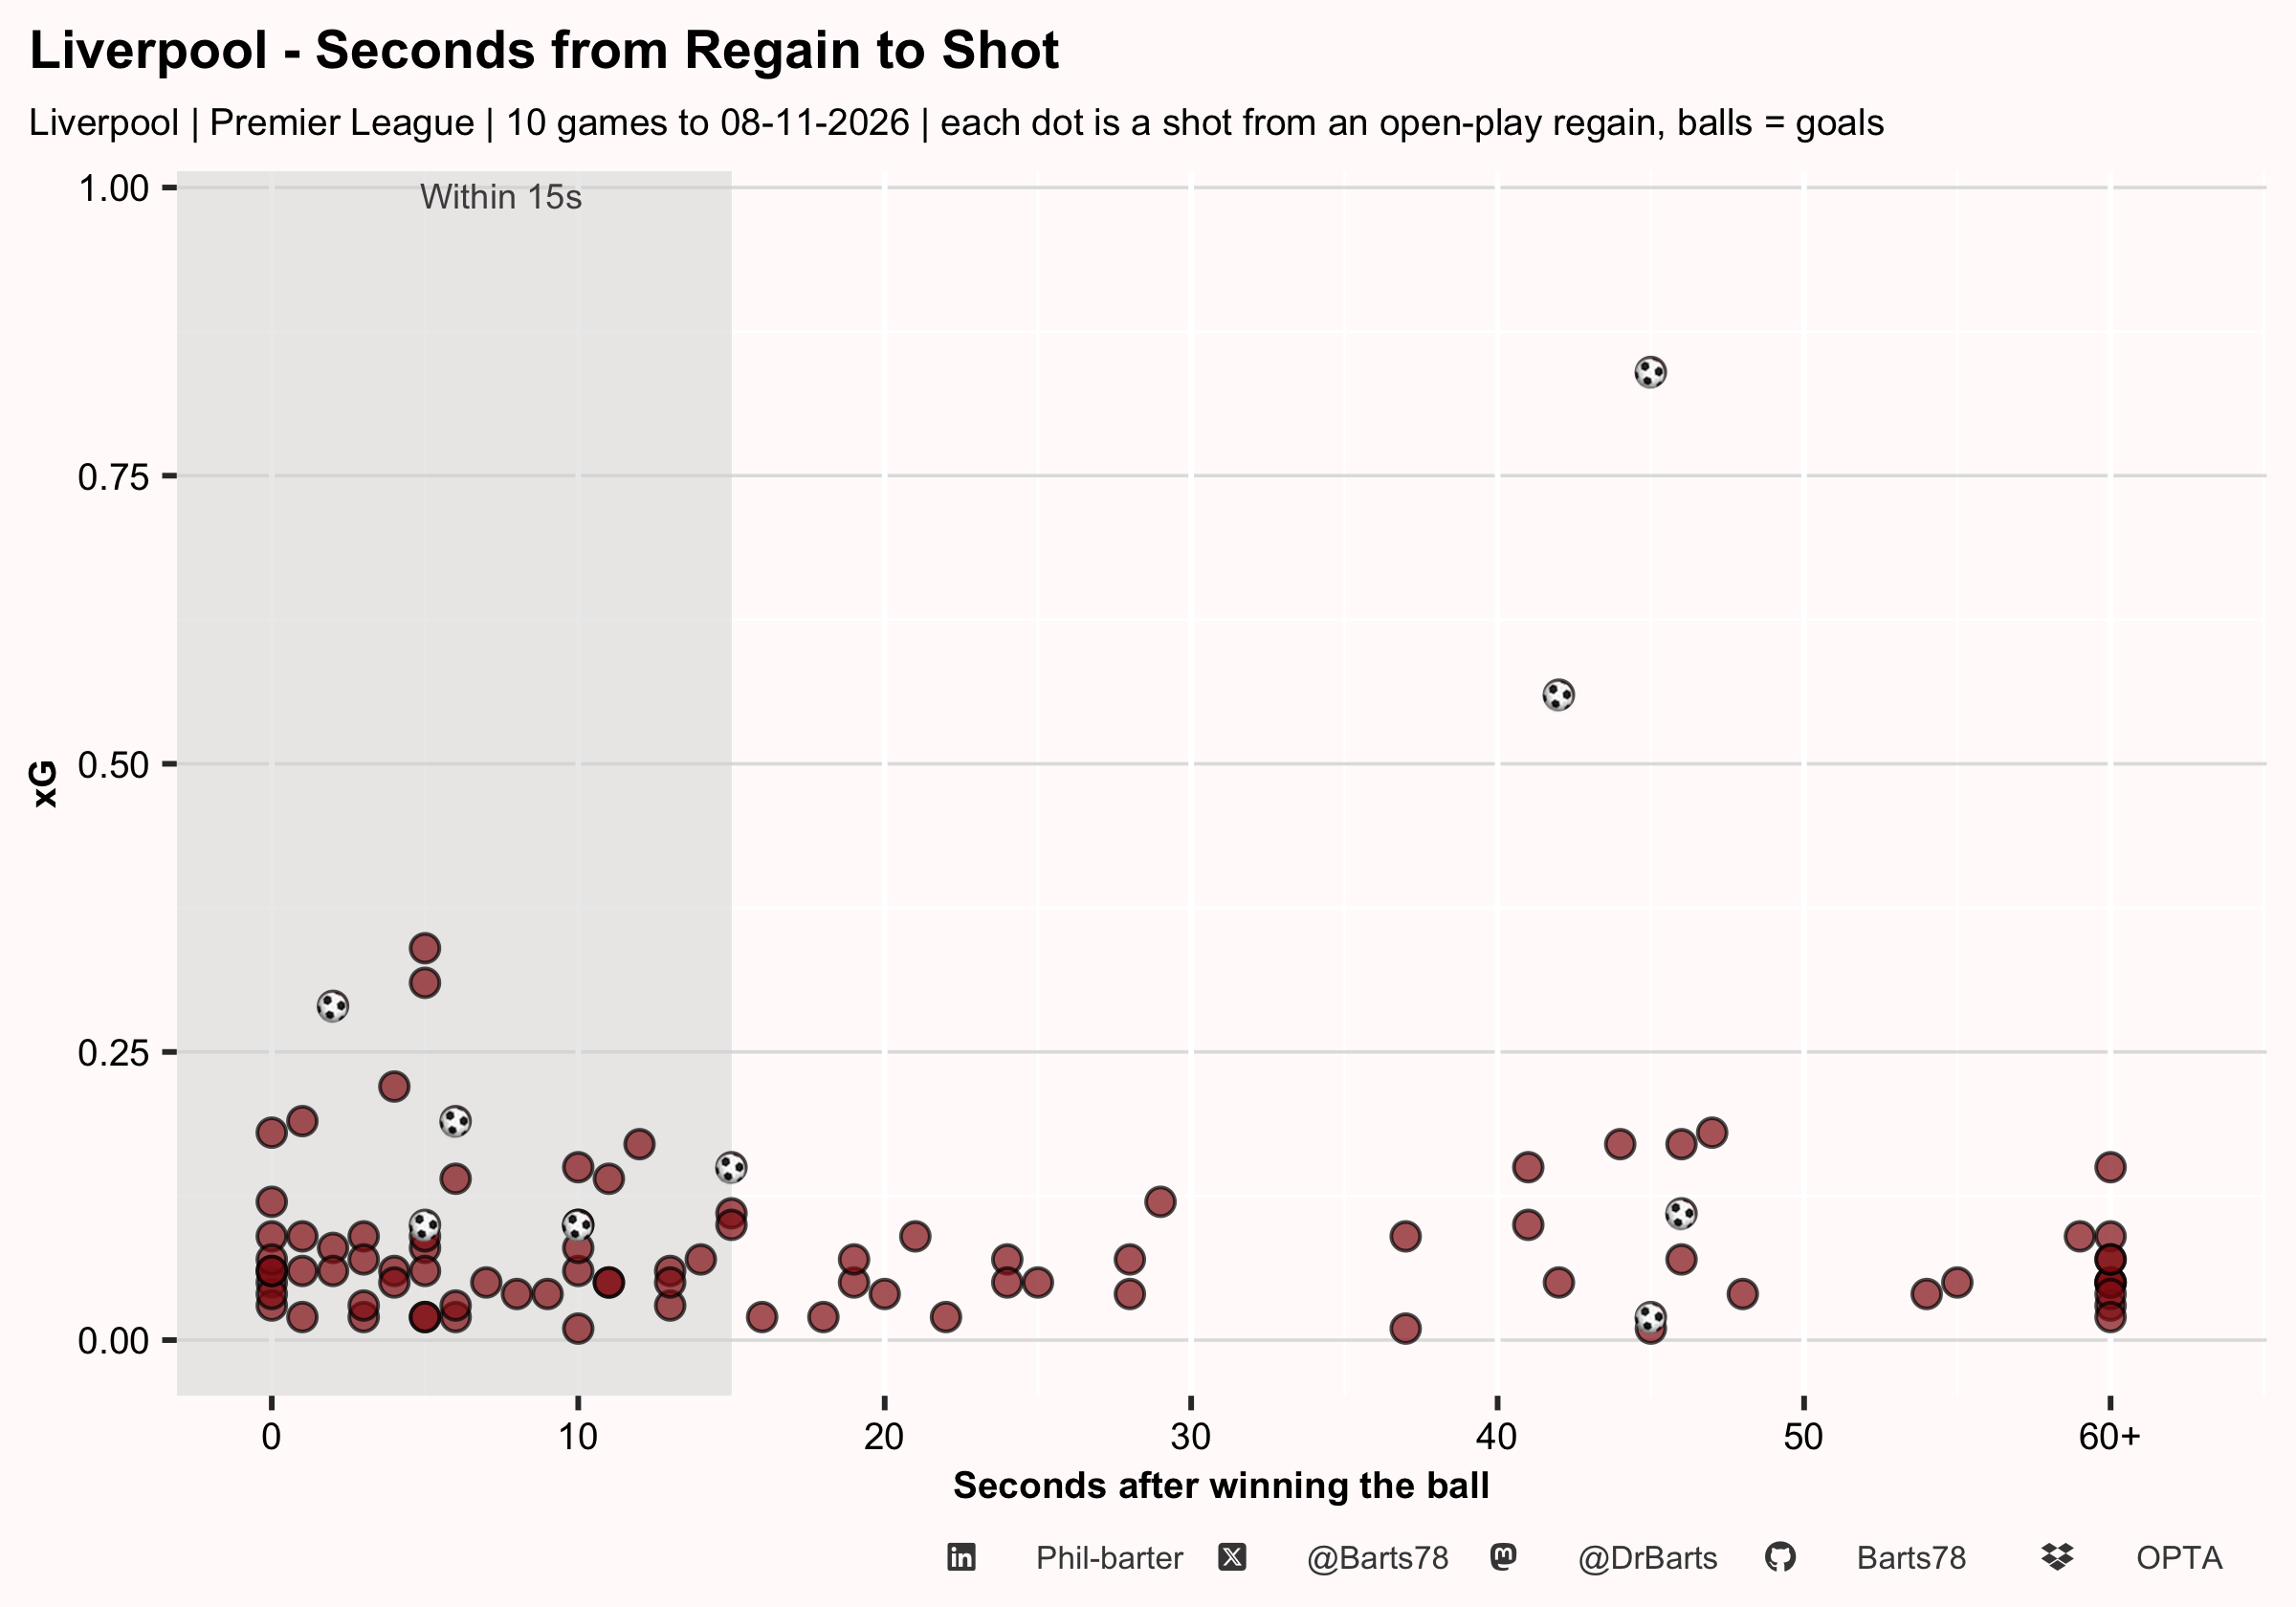 Liverpool - Seconds from Regain to Shot
Liverpool | Premier League | 10 games to 08-11-2026 | each dot is a shot from an open-play regain, balls = goals
Within 15s
1.00
0.75
0.50
0.25
0.00
xG
0 10 20 30 40 50 60+
Seconds after winning the ball
Phil-barter @Barts78 @DrBarts Barts78 OPTA